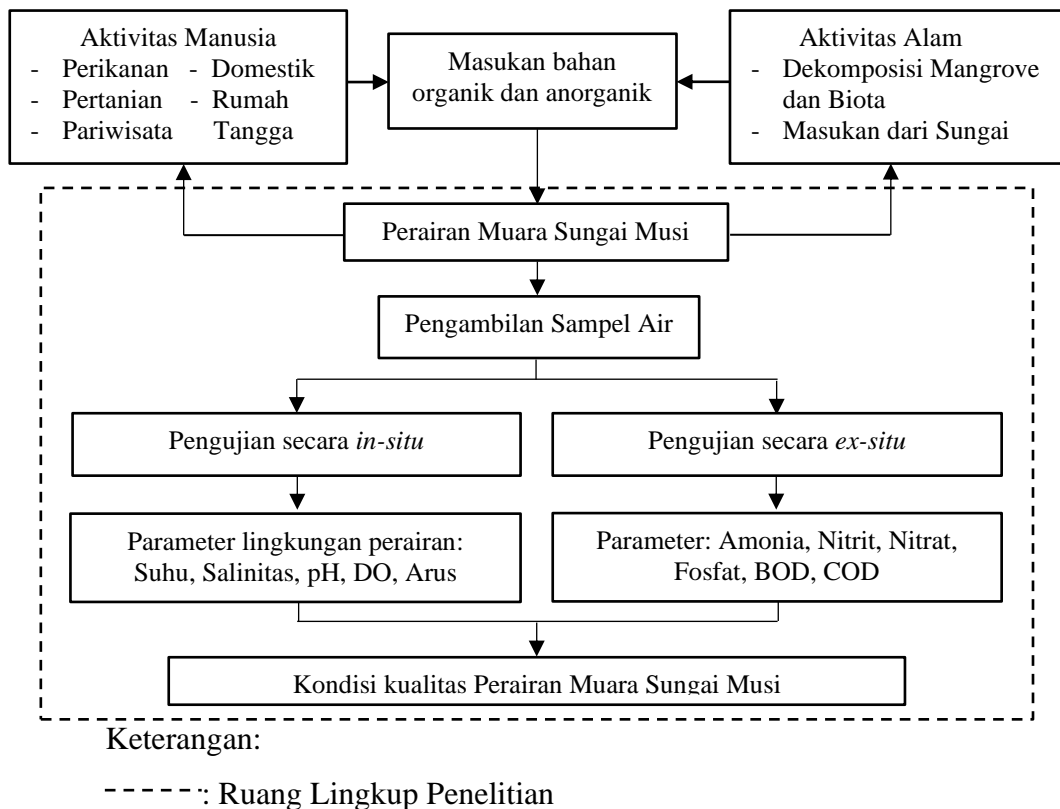 Aktivitas Manusia
- Perikanan - Domestik
- Pertanian - Rumah
- Pariwisata Tangga
Masukan bahan
organik dan anorganik
Aktivitas Alam
- Dekomposisi Mangrove
dan Biota
- Masukan dari Sungai
Perairan Muara Sungai Musi
Pengambilan Sampel Air
Pengujian secara in-situ
Pengujian secara ex-situ
Parameter lingkungan perairan:
Suhu, Salinitas, pH, DO, Arus
Parameter: Amonia, Nitrit, Nitrat,
Fosfat, BOD, COD
Kondisi kualitas Perairan Muara Sungai Musi
Keterangan:
: Ruang Lingkup Penelitian